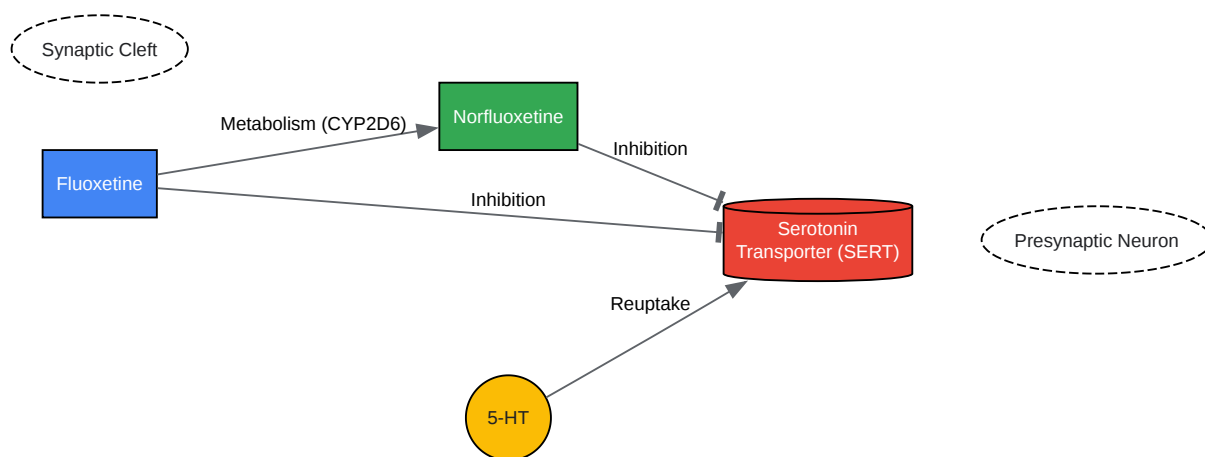 Synaptic Cleft
Norfluoxetine
Metabolism (CYP2D6)
Inhibition
Fluoxetine
Inhibition
Serotonin
Transporter (SERT)
Presynaptic Neuron
Reuptake
5-HT